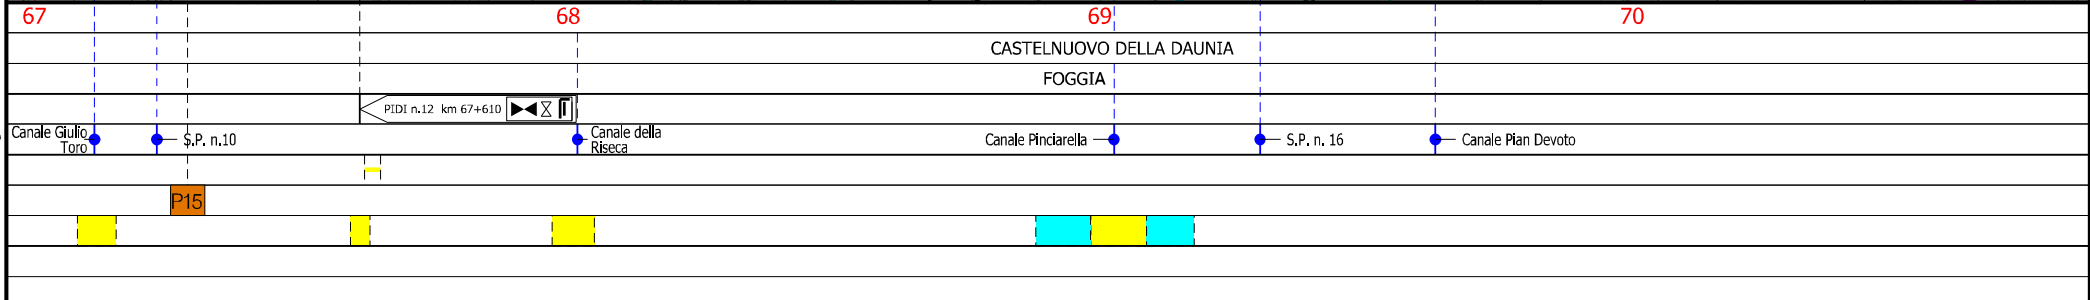 67 68 69 70
CASTELNUOVO DELLA DAUNIA
FOGGIA
PIDI n.12 km 67+610
Canale Giulio
Toro
S.P. n.10
Canale della
Riseca
Canale Pinciarella
S.P. n. 16
Canale Pian Devoto
P15